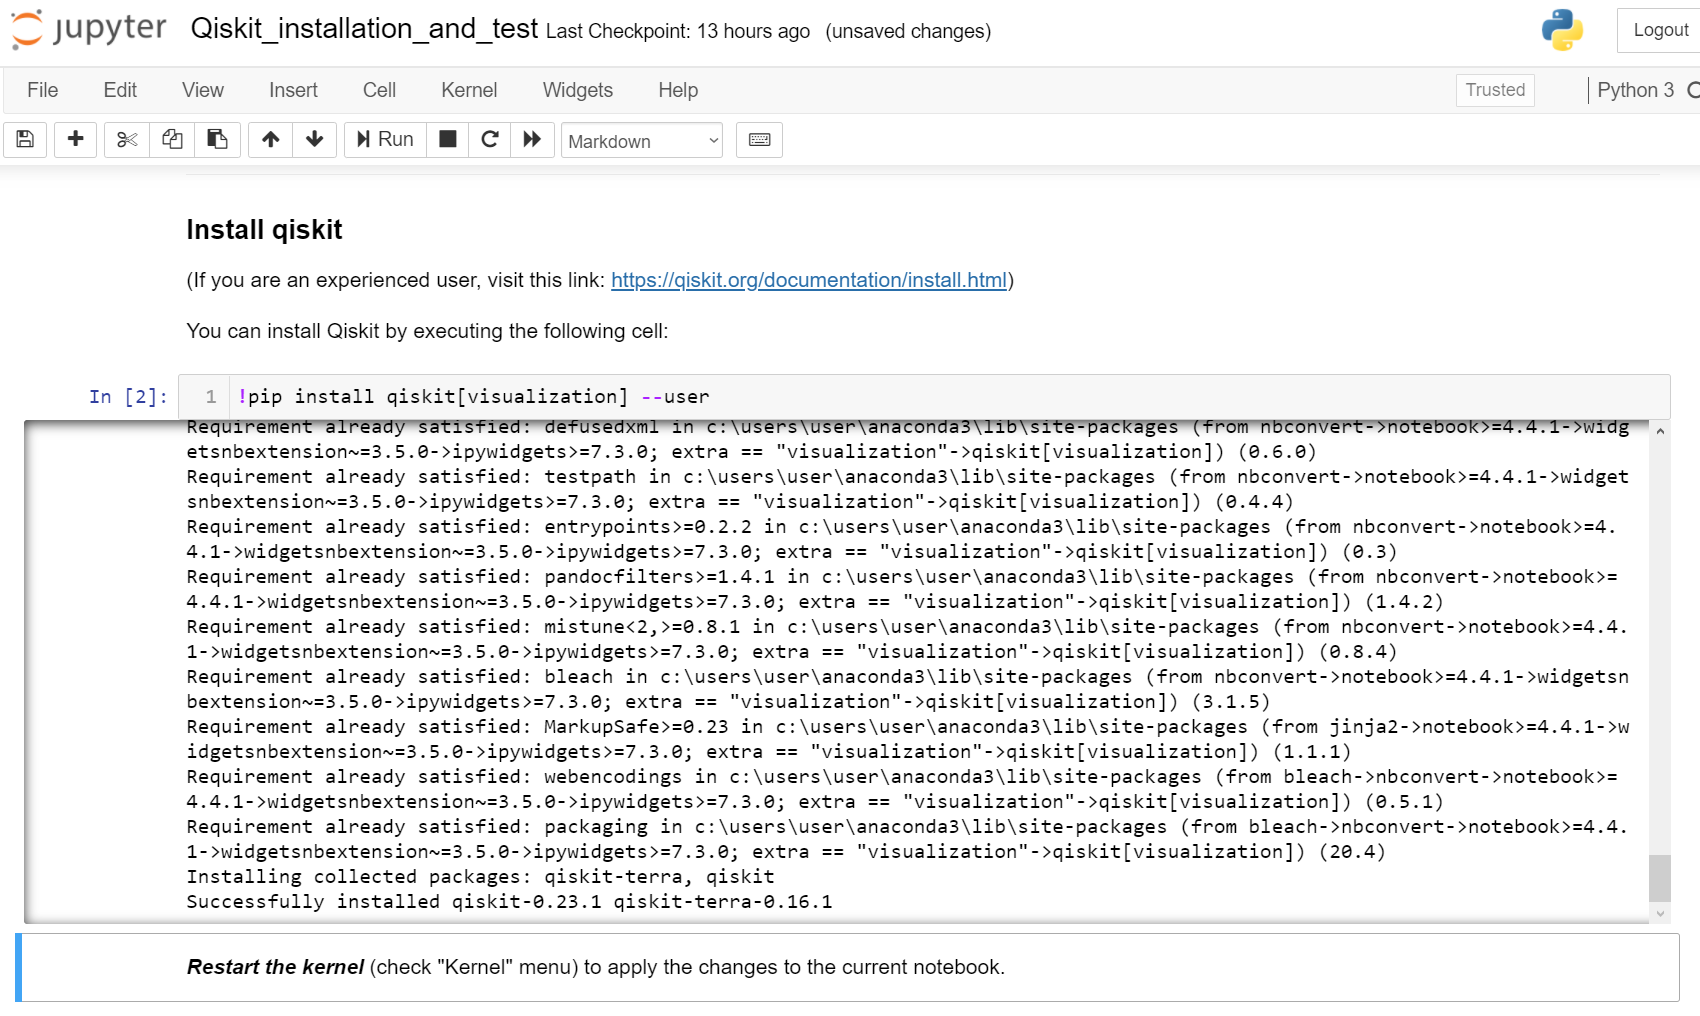 jupyter Qiskit_installation_and_test Last Checkpoint: 13 hours ago (unsaved changes) Logout
File Edit View Insert Cell Kernel Widgets Help Trusted Python 3
Run Markdown
Install qiskit
(If you are an experienced user, visit this link: https://qiskit.org/documentation/install.html)
You can install Qiskit by executing the following cell:
In [2]: 1 !pip install qiskit[visualization] --user
Requirement already satisfied: defusedxml in c:\users\user\anaconda3\lib\site-packages (from nbconvert->notebook>=4.4.1->widg
etsnbextension~=3.5.0->ipywidgets>=7.3.0; extra == "visualization"->qiskit[visualization]) (0.6.0)
Requirement already satisfied: testpath in c:\users\user\anaconda3\lib\site-packages (from nbconvert->notebook>=4.4.1->widget
snbextension~=3.5.0->ipywidgets>=7.3.0; extra == "visualization"->qiskit[visualization]) (0.4.4)
Requirement already satisfied: entrypoints>=0.2.2 in c:\users\user\anaconda3\lib\site-packages (from nbconvert->notebook>=4.
4.1->widgetsnbextension~=3.5.0->ipywidgets>=7.3.0; extra == "visualization"->qiskit[visualization]) (0.3)
Requirement already satisfied: pandocfilters>=1.4.1 in c:\users\user\anaconda3\lib\site-packages (from nbconvert->notebook>=
4.4.1->widgetsnbextension~=3.5.0->ipywidgets>=7.3.0; extra == "visualization"->qiskit[visualization]) (1.4.2)
Requirement already satisfied: mistune<2,>=0.8.1 in c:\users\user\anaconda3\lib\site-packages (from nbconvert->notebook>=4.4.
1->widgetsnbextension~=3.5.0->ipywidgets>=7.3.0; extra == "visualization"->qiskit[visualization]) (0.8.4)
Requirement already satisfied: bleach in c:\users\user\anaconda3\lib\site-packages (from nbconvert->notebook>=4.4.1->widgetsn
bextension~=3.5.0->ipywidgets>=7.3.0; extra == "visualization"->qiskit[visualization]) (3.1.5)
Requirement already satisfied: MarkupSafe>=0.23 in c:\users\user\anaconda3\lib\site-packages (from jinja2->notebook>=4.4.1->w
idgetsnbextension~=3.5.0->ipywidgets>=7.3.0; extra == "visualization"->qiskit[visualization]) (1.1.1)
Requirement already satisfied: webencodings in c:\users\user\anaconda3\lib\site-packages (from bleach->nbconvert->notebook>=
4.4.1->widgetsnbextension~=3.5.0->ipywidgets>=7.3.0; extra == "visualization"->qiskit[visualization]) (0.5.1)
Requirement already satisfied: packaging in c:\users\user\anaconda3\lib\site-packages (from bleach->nbconvert->notebook>=4.4.
1->widgetsnbextension~=3.5.0->ipywidgets>=7.3.0; extra == "visualization"->qiskit[visualization]) (20.4)
Installing collected packages: qiskit-terra, qiskit
Successfully installed qiskit-0.23.1 qiskit-terra-0.16.1
Restart the kernel (check "Kernel" menu) to apply the changes to the current notebook.